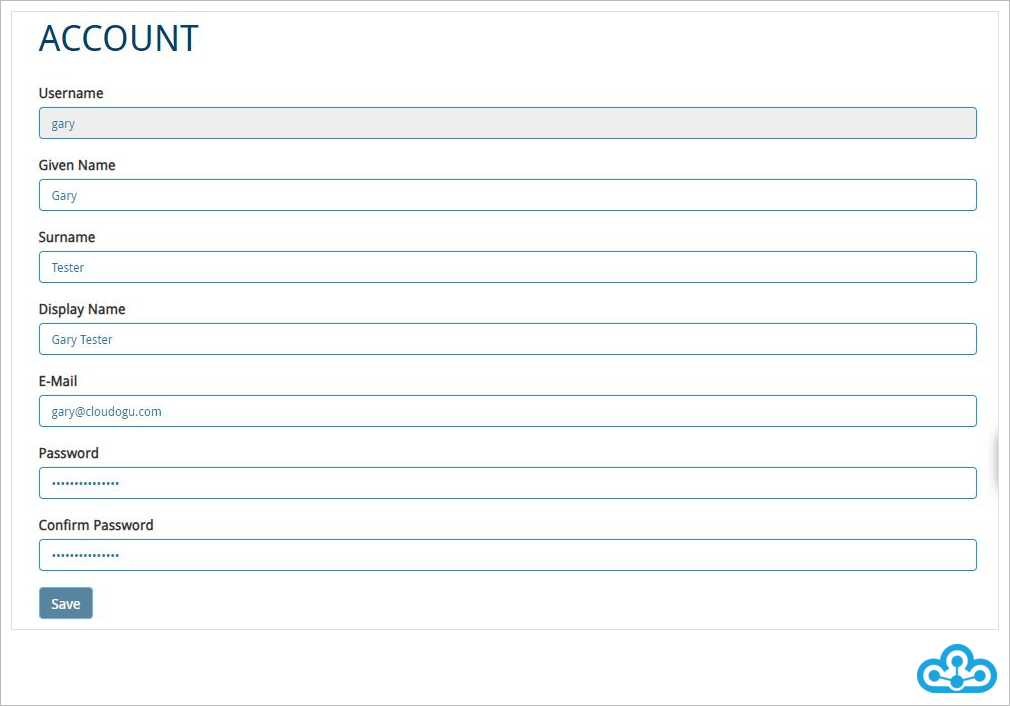 ACCOUNT
Username
gary
Given Name
Gary
Surname
Tester
Display Name
Gary Tester
E-Mail
gary@cloudogu.com
Password
•••••••••••••••
Confirm Password
•••••••••••••••
Save